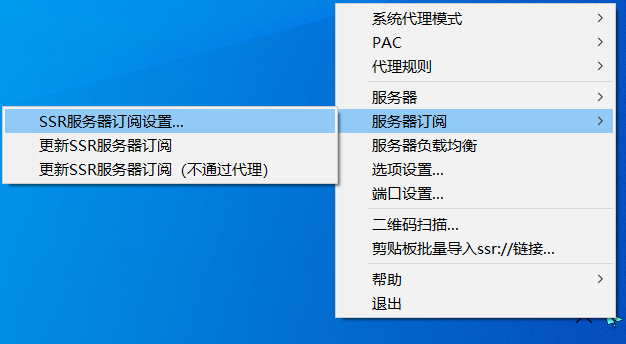 系统代理模式
PAC
代理规则
服务器
服务器订阅
SSR服务器订阅设置...
更新SSR服务器订阅
更新SSR服务器订阅（不通过代理）
服务器负载均衡
选项设置...
端口设置...
二维码扫描...
剪贴板批量导入ssr://链接...
帮助
退出